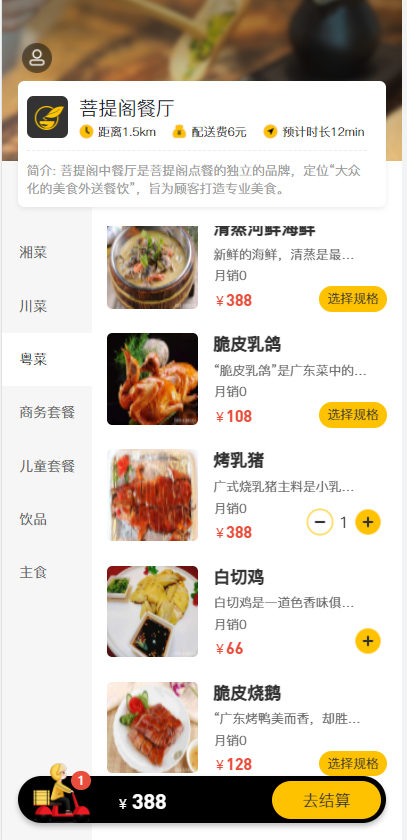 菩提阁餐厅
距离1.5km 配送费6元 预计时长12min
简介: 菩提阁中餐厅是菩提阁点餐的独立的品牌，定位“大众
化的美食外送餐饮”，旨为顾客打造专业美食。
湘菜
川菜
粤菜
商务套餐
儿童套餐
饮品
主食
清蒸河鲜海鲜
新鲜的海鲜，清蒸是最...
月销0
￥388 选择规格
脆皮乳鸽
“脆皮乳鸽”是广东菜中的...
月销0
￥108 选择规格
烤乳猪
广式烧乳猪主料是小乳...
月销0
￥388 1
白切鸡
白切鸡是一道色香味俱...
月销0
￥66
脆皮烧鹅
“广东烤鸭美而香，却胜...
月销0
￥128 选择规格
1
￥388 去结算